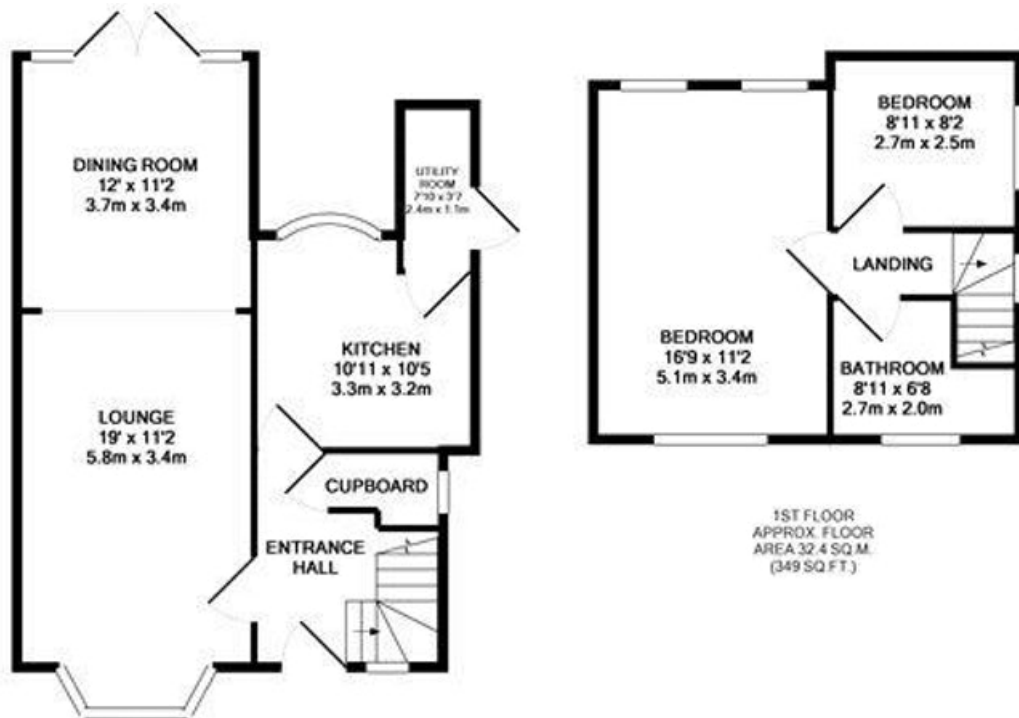 DINING ROOM
12' x 11'2
3.7m x 3.4m
UTILITY
ROOM
7'10 x 3'7
2.4m x 1.1m
KITCHEN
10'11 x 10'5
3.3m x 3.2m
LOUNGE
19' x 11'2
5.8m x 3.4m
CUPBOARD
ENTRANCE
HALL
BEDROOM
8'11 x 8'2
2.7m x 2.5m
LANDING
BEDROOM
16'9 x 11'2
5.1m x 3.4m
BATHROOM
8'11 x 6'8
2.7m x 2.0m
1ST FLOOR
APPROX. FLOOR
AREA 32.4 SQ.M.
(349 SQ.FT.)